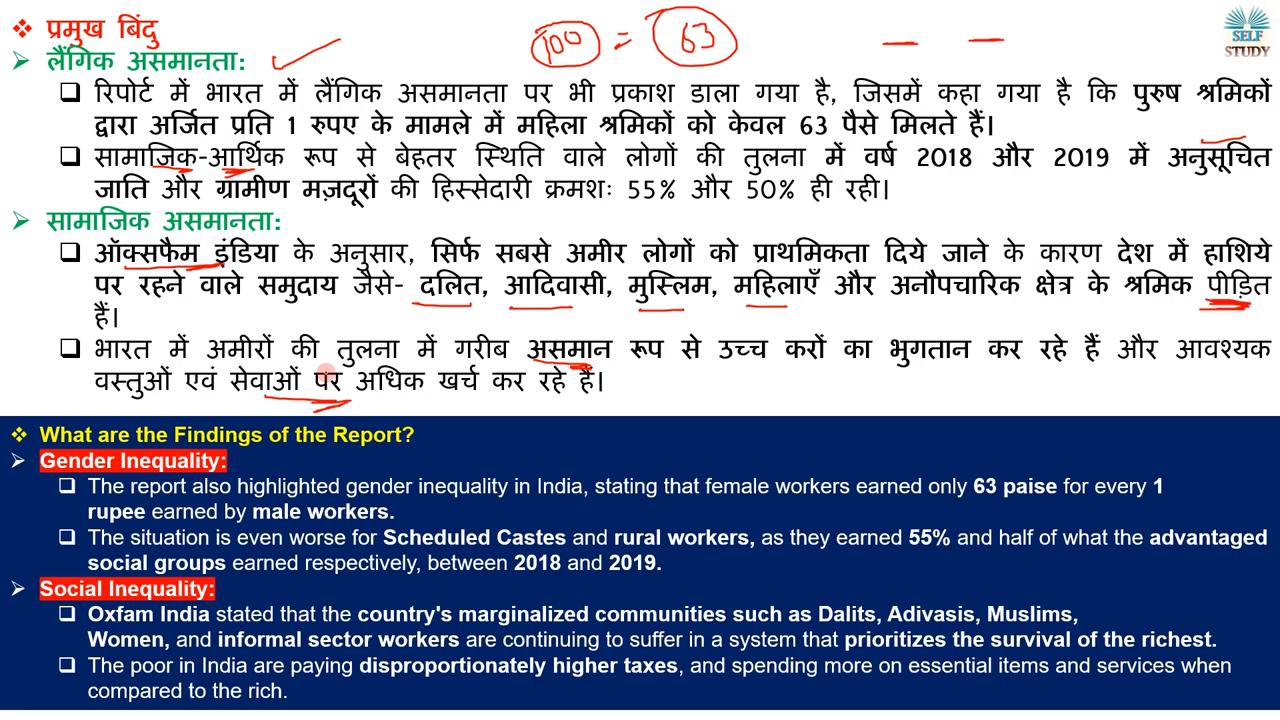 ❖ प्रमुख बिंदु
100 = 63
SELF
STUDY
➢ लैंगिक असमानता:
❑ रिपोर्ट में भारत में लैंगिक असमानता पर भी प्रकाश डाला गया है, जिसमें कहा गया है कि पुरुष श्रमिकों
द्वारा अर्जित प्रति 1 रुपए के मामले में महिला श्रमिकों को केवल 63 पैसे मिलते हैं।
❑ सामाजिक-आर्थिक रूप से बेहतर स्थिति वाले लोगों की तुलना में वर्ष 2018 और 2019 में अनुसूचित
जाति और ग्रामीण मज़दूरों की हिस्सेदारी क्रमशः 55% और 50% ही रही।
➢ सामाजिक असमानता:
❑ ऑक्सफैम इंडिया के अनुसार, सिर्फ सबसे अमीर लोगों को प्राथमिकता दिये जाने के कारण देश में हाशिये
पर रहने वाले समुदाय जैसे- दलित, आदिवासी, मुस्लिम, महिलाएँ और अनौपचारिक क्षेत्र के श्रमिक पीड़ित
हैं।
❑ भारत में अमीरों की तुलना में गरीब असमान रूप से उच्च करों का भुगतान कर रहे हैं और आवश्यक
वस्तुओं एवं सेवाओं पर अधिक खर्च कर रहे हैं।
❖ What are the Findings of the Report?
➢ Gender Inequality:
❑ The report also highlighted gender inequality in India, stating that female workers earned only 63 paise for every 1
rupee earned by male workers.
❑ The situation is even worse for Scheduled Castes and rural workers, as they earned 55% and half of what the advantaged
social groups earned respectively, between 2018 and 2019.
➢ Social Inequality:
❑ Oxfam India stated that the country's marginalized communities such as Dalits, Adivasis, Muslims,
Women, and informal sector workers are continuing to suffer in a system that prioritizes the survival of the richest.
❑ The poor in India are paying disproportionately higher taxes, and spending more on essential items and services when
compared to the rich.